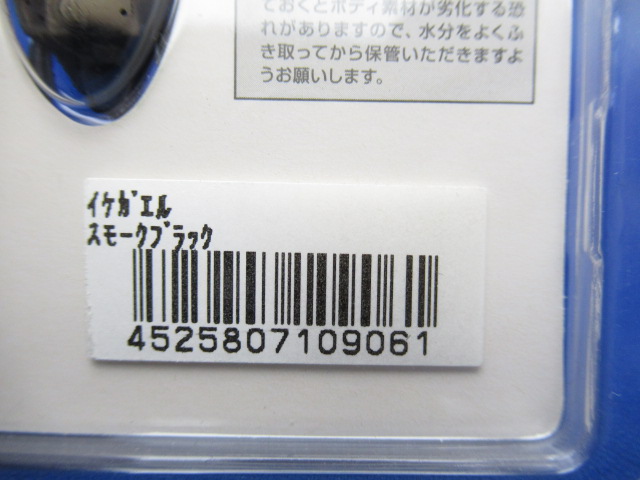 ておくとボディ素材が劣化する恐
れがありますので、水分をよくふ
き取ってから保管いただきますよ
うお願いします。
ｲｹｶﾞｴﾙ
ｽﾓｰｸﾌﾞﾗｯｸ
4525807109061